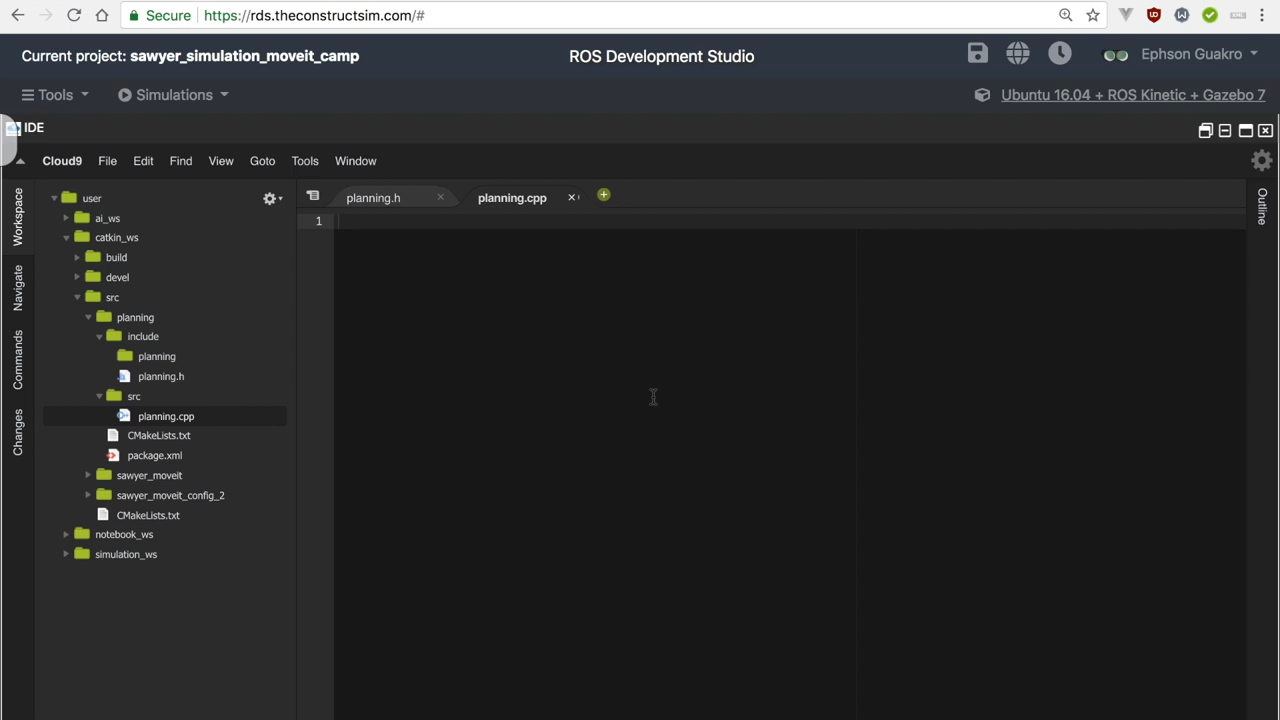 Secure https://rds.theconstructsim.com/#
Current project: sawyer_simulation_moveit_camp
ROS Development Studio
Ephson Guakro
Tools
Simulations
Ubuntu 16.04 + ROS Kinetic + Gazebo 7
IDE
Cloud9 File Edit Find View Goto Tools Window
Workspace
Navigate
Commands
Changes
user
ai_ws
catkin_ws
build
devel
src
planning
include
planning
planning.h
src
planning.cpp
CMakeLists.txt
package.xml
sawyer_moveit
sawyer_moveit_config_2
CMakeLists.txt
notebook_ws
simulation_ws
planning.h
planning.cpp
1
Outline